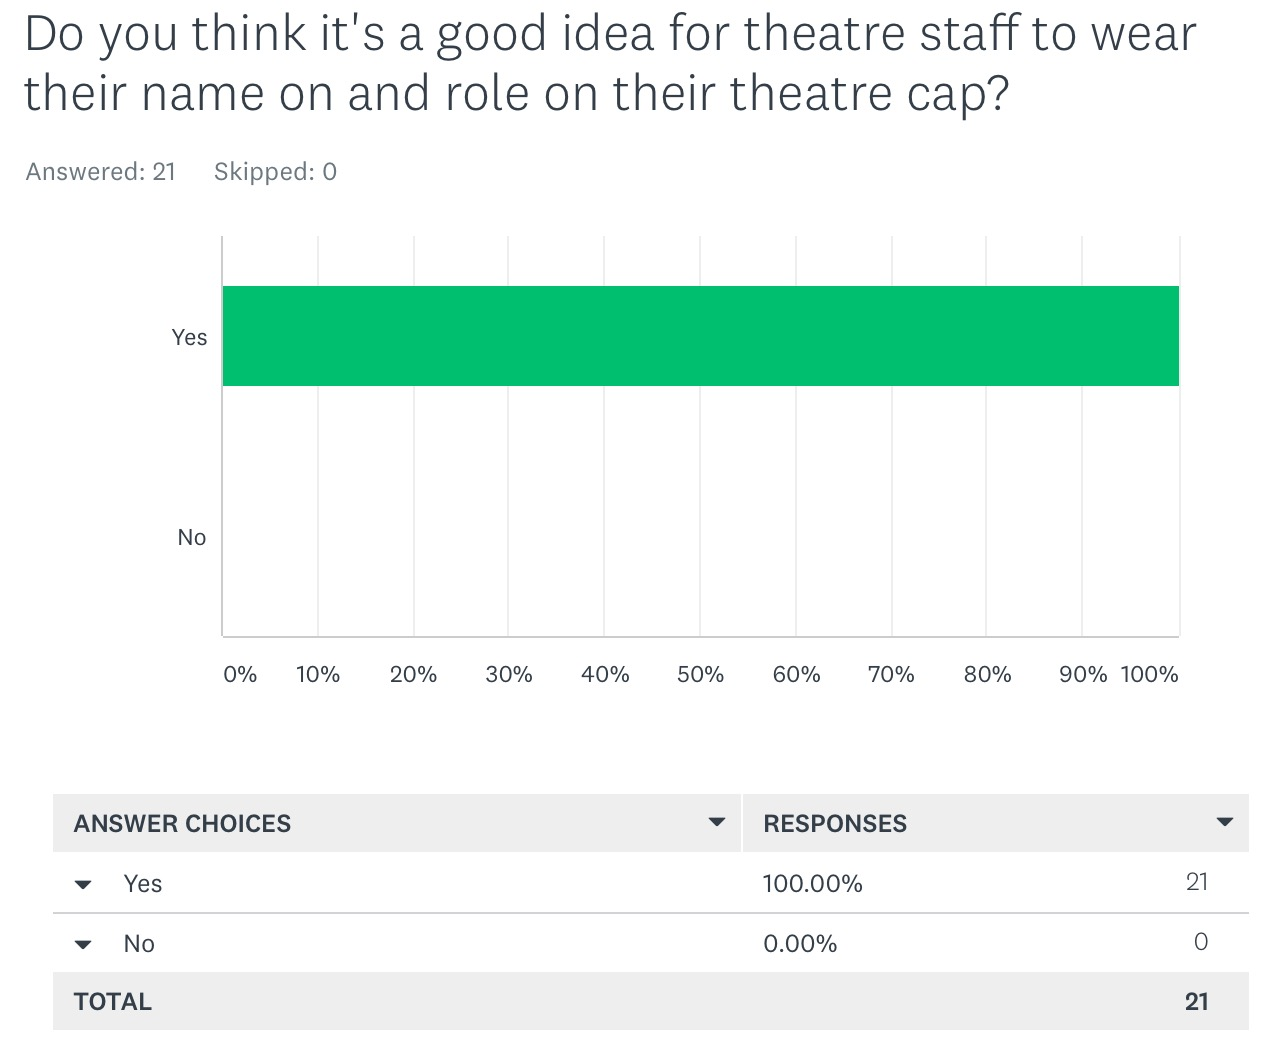 Do you think it's a good idea for theatre staff to wear
their name on and role on their theatre cap?
Answered: 21 Skipped: 0
Yes
No
0% 10% 20% 30% 40% 50% 60% 70% 80% 90% 100%
ANSWER CHOICES RESPONSES
Yes 100.00% 21
No 0.00% 0
TOTAL 21